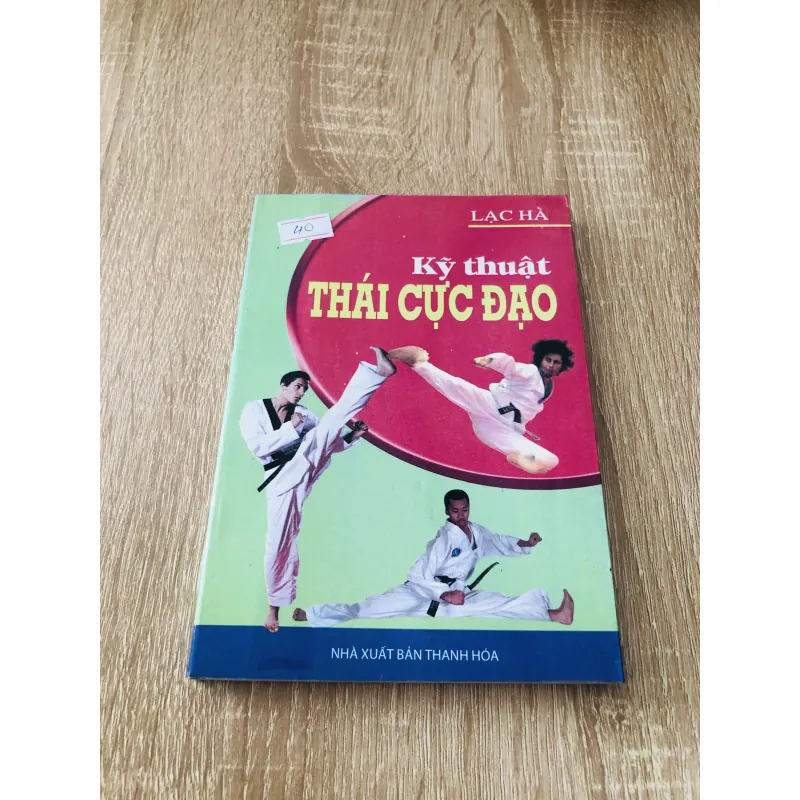 LẠC HÀ
40
Kỹ thuật
THÁI CỰC ĐẠO
NHÀ XUẤT BẢN THANH HÓA